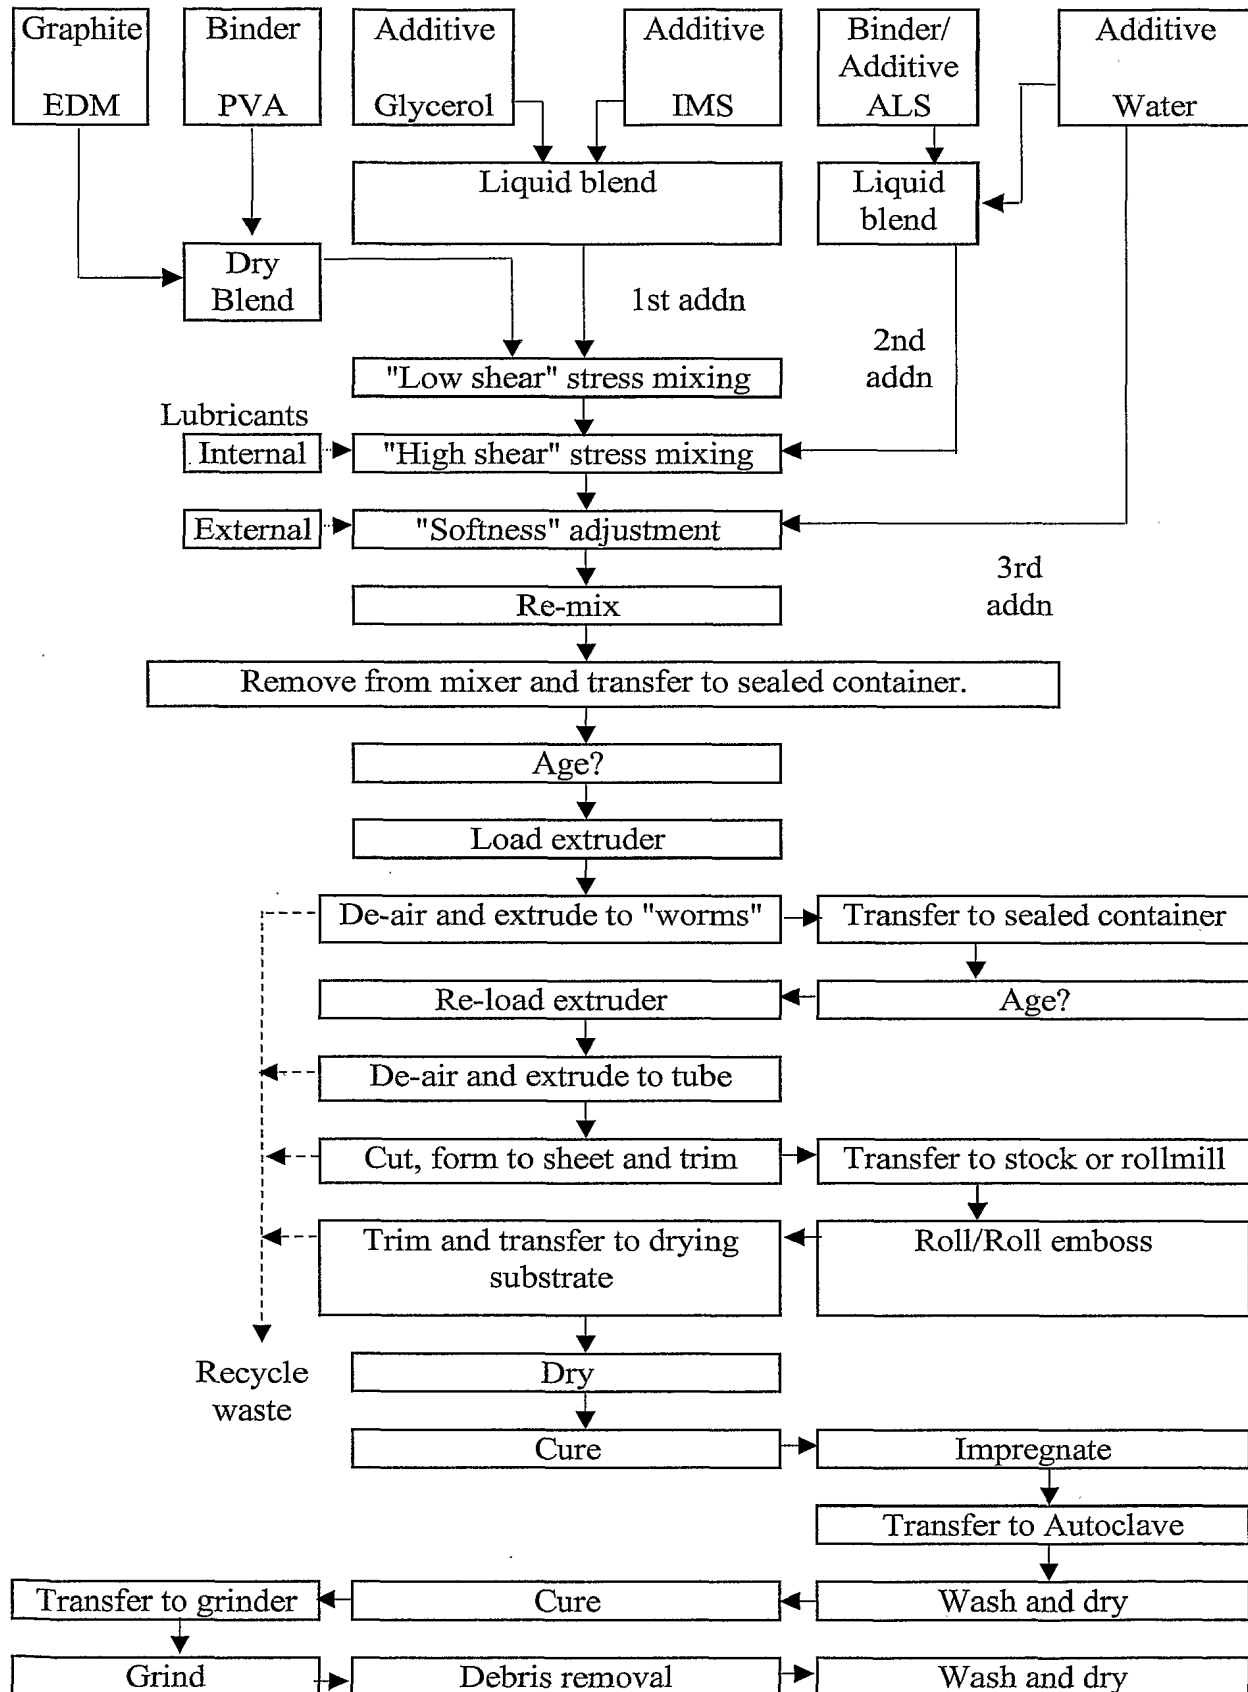 Graphite
EDM
Binder
PVA
Additive
Glycerol
Additive
IMS
Binder/
Additive
ALS
Additive
Water
Liquid blend
Liquid
blend
Dry
Blend
1st addn
2nd
addn
"Low shear" stress mixing
Lubricants
Internal
"High shear" stress mixing
External
"Softness" adjustment
3rd
addn
Re-mix
Remove from mixer and transfer to sealed container.
Age?
Load extruder
De-air and extrude to "worms"
Transfer to sealed container
Re-load extruder
Age?
De-air and extrude to tube
Cut, form to sheet and trim
Transfer to stock or rollmill
Trim and transfer to drying
substrate
Roll/Roll emboss
Recycle
waste
Dry
Cure
Impregnate
Transfer to Autoclave
Transfer to grinder
Cure
Wash and dry
Grind
Debris removal
Wash and dry